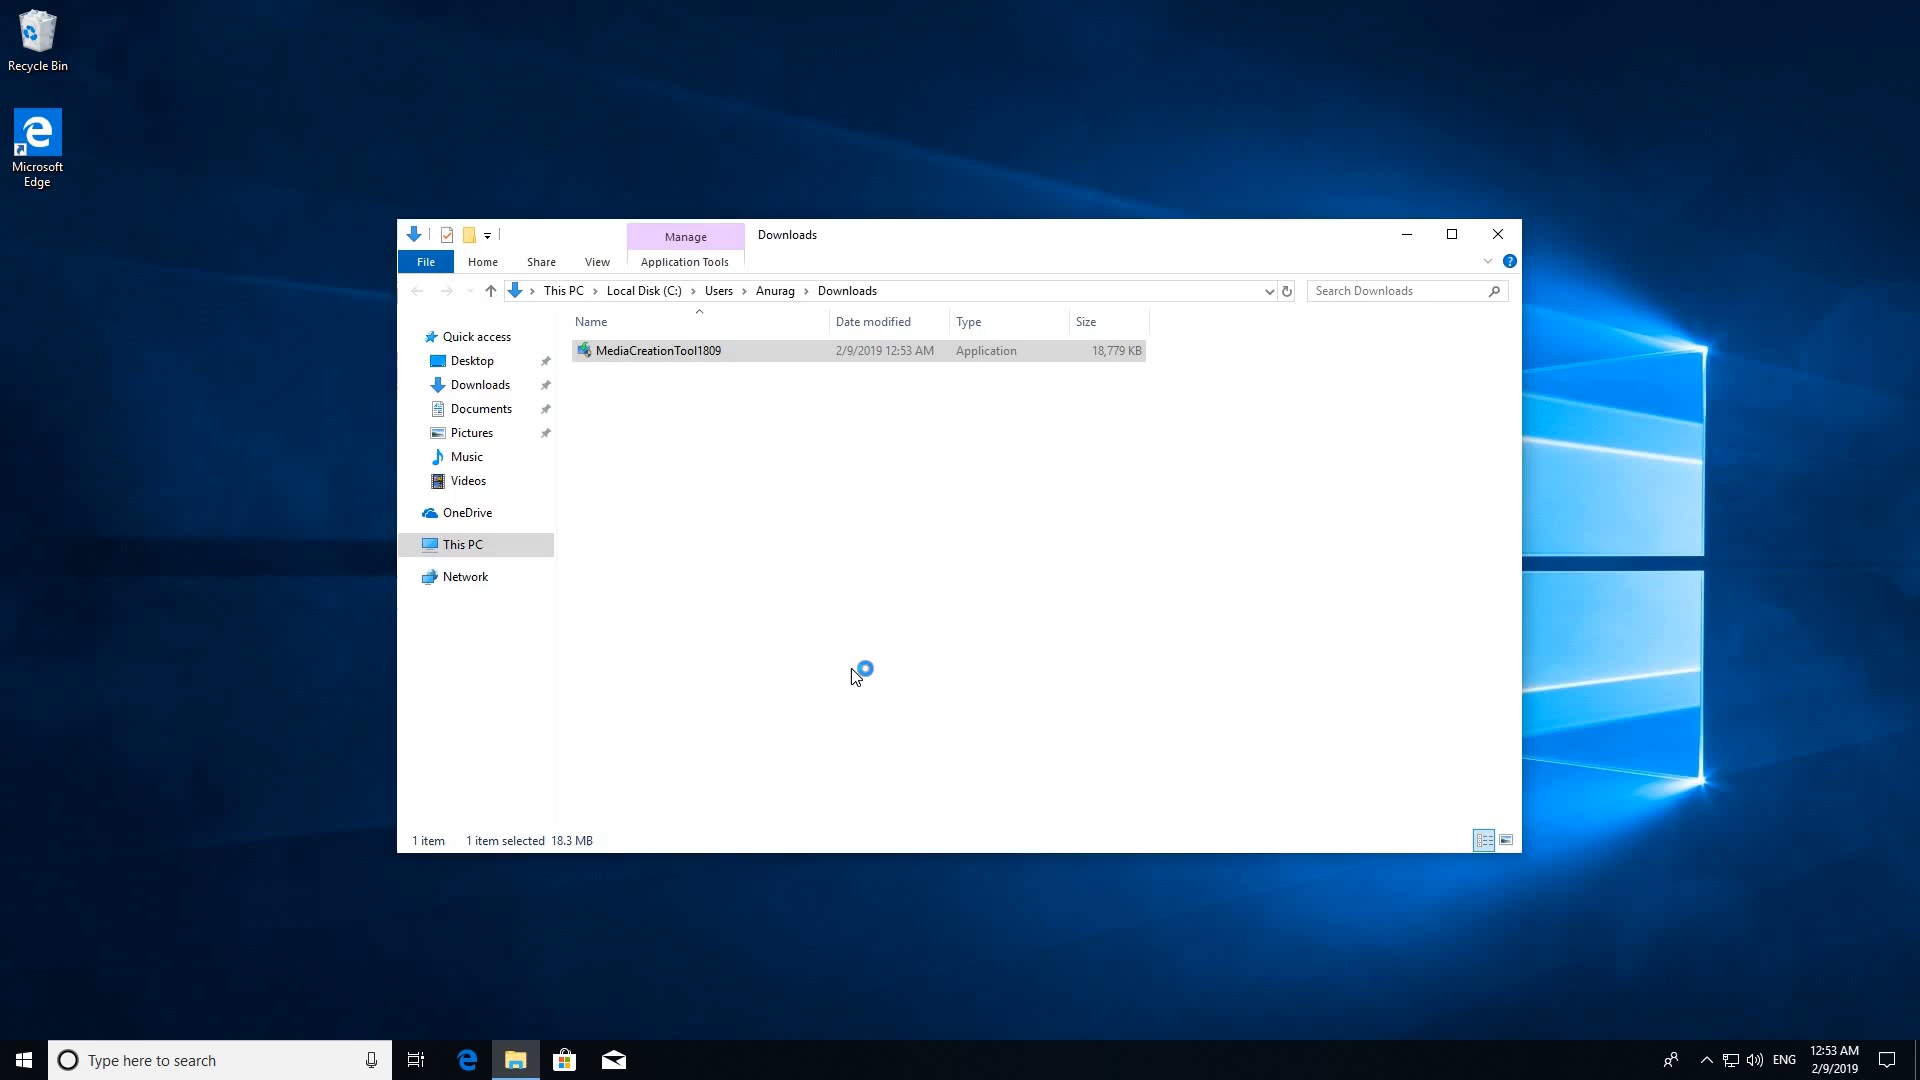 Recycle Bin
Microsoft
Edge
Manage
Downloads
File
Home
Share
View
Application Tools
This PC
Local Disk (C:)
Users
Anurag
Downloads
Search Downloads
Name
Date modified
Type
Size
MediaCreationTool1809
2/9/2019 12:53 AM
Application
18,779 KB
Quick access
Desktop
Downloads
Documents
Pictures
Music
Videos
OneDrive
This PC
Network
1 item
1 item selected 18.3 MB
Type here to search
ENG
12:53 AM
2/9/2019